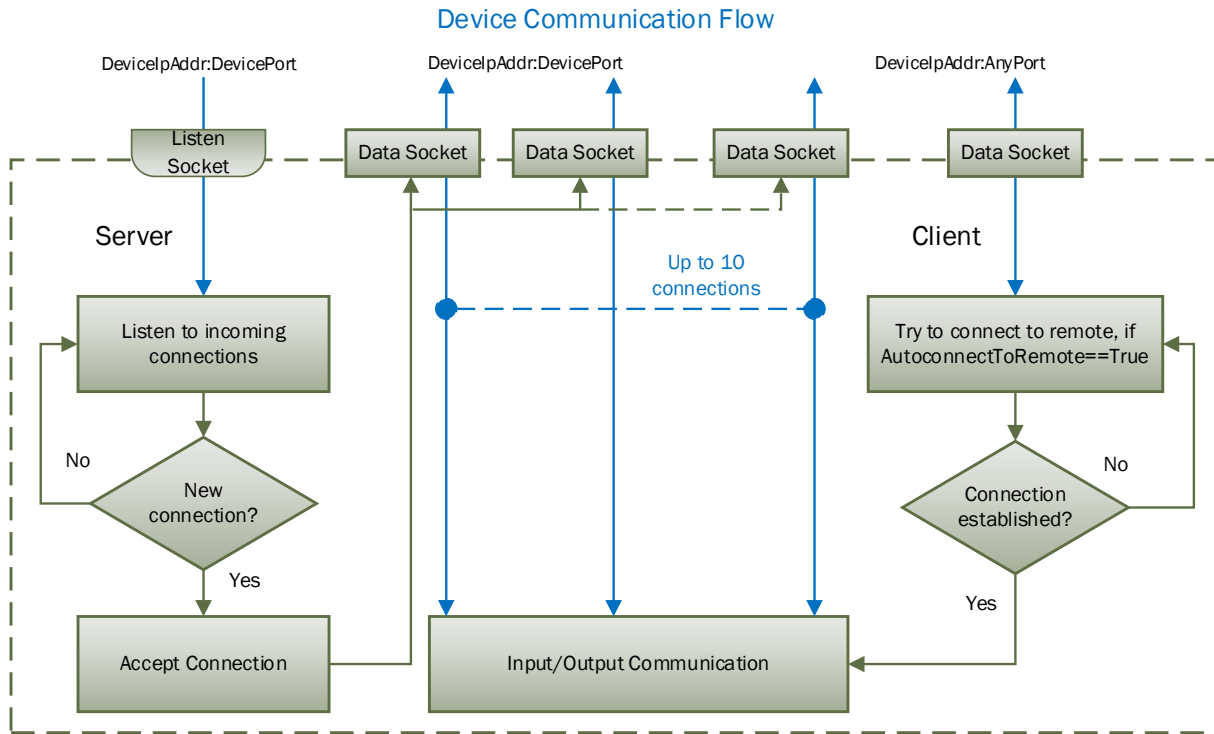 Device Communication Flow
DeviceIpAddr:DevicePort
DeviceIpAddr:DevicePort
DeviceIpAddr:AnyPort
Listen
Socket
Data Socket
Data Socket
Data Socket
Data Socket
Server
Client
Up to 10
connections
Listen to incoming
connections
Try to connect to remote, if
AutoconnectToRemote==True
No
New
connection?
Yes
No
Connection
established?
Yes
Accept Connection
Input/Output Communication